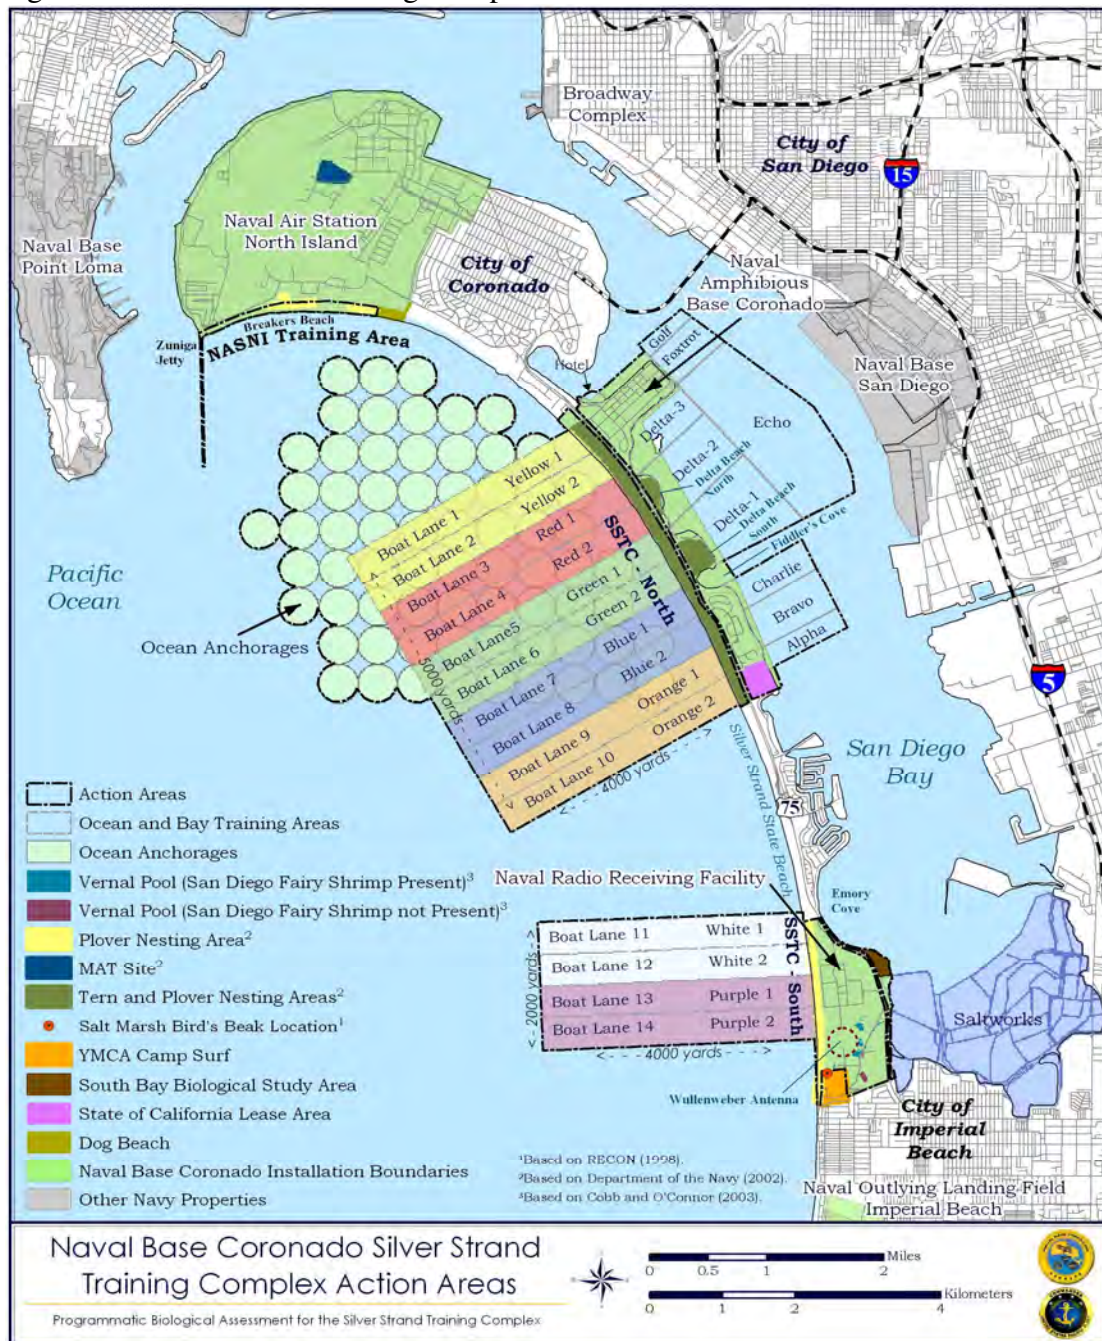 Broadway
Complex
City of
San Diego
15
Naval Air Station
North Island
Naval Base
Point Loma
City of
Coronado
Naval
Amphibious
Base Coronado
Breakers Beach
NASNI Training Area
Zuniga
Jetty
Hotel
Golf
Foxtrot
Naval Base
San Diego
Echo
Delta-3
Delta-2
Delta Beach
North
Delta-1
Delta Beach
South
Fiddler's Cove
Charlie
Bravo
Alpha
Boat Lane 1 Yellow 1
Boat Lane 2 Yellow 2
Boat Lane 3 Red 1
Boat Lane 4 Red 2
Boat Lane5 Green 1
Boat Lane 6 Green 2
Boat Lane 7 Blue 1
Boat Lane 8 Blue 2
Boat Lane 9 Orange 1
Boat Lane 10 Orange 2
SSTC - North
5000 yards
<- - - 4000 yards - - - ->
Pacific
Ocean
Ocean Anchorages
5
San Diego
Bay
Silver Strand State Beach
75
Naval Radio Receiving Facility
Emory
Cove
Boat Lane 11 White 1
Boat Lane 12 White 2
Boat Lane 13 Purple 1
Boat Lane 14 Purple 2
<- 2000 yards ->
<- - - 4000 yards - - - ->
SSTC - South
Saltworks
Wullenweber Antenna
City of
Imperial
Beach
Naval Outlying Landing Field
Imperial Beach
Action Areas
Ocean and Bay Training Areas
Ocean Anchorages
Vernal Pool (San Diego Fairy Shrimp Present)³
Vernal Pool (San Diego Fairy Shrimp not Present)³
Plover Nesting Area²
MAT Site²
Tern and Plover Nesting Areas²
Salt Marsh Bird's Beak Location¹
YMCA Camp Surf
South Bay Biological Study Area
State of California Lease Area
Dog Beach
Naval Base Coronado Installation Boundaries
Other Navy Properties
¹Based on RECON (1998).
²Based on Department of the Navy (2002).
³Based on Cobb and O'Connor (2003).
Naval Base Coronado Silver Strand
Training Complex Action Areas
Programmatic Biological Assessment for the Silver Strand Training Complex
Miles
0 0.5 1 2
Kilometers
0 1 2 4